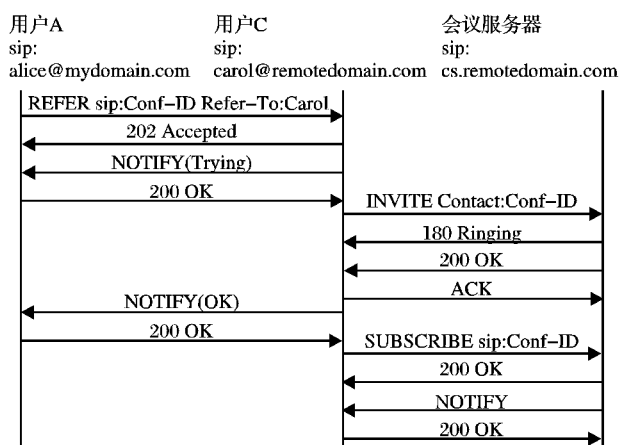 用户A
sip:
alice@mydomain.com
用户C
sip:
carol@remotedomain.com
会议服务器
sip:
cs.remotedomain.com
REFER sip:Conf-ID Refer-To:Carol
202 Accepted
NOTIFY(Trying)
200 OK
INVITE Contact:Conf-ID
180 Ringing
200 OK
ACK
NOTIFY(OK)
200 OK
SUBSCRIBE sip:Conf-ID
200 OK
NOTIFY
200 OK